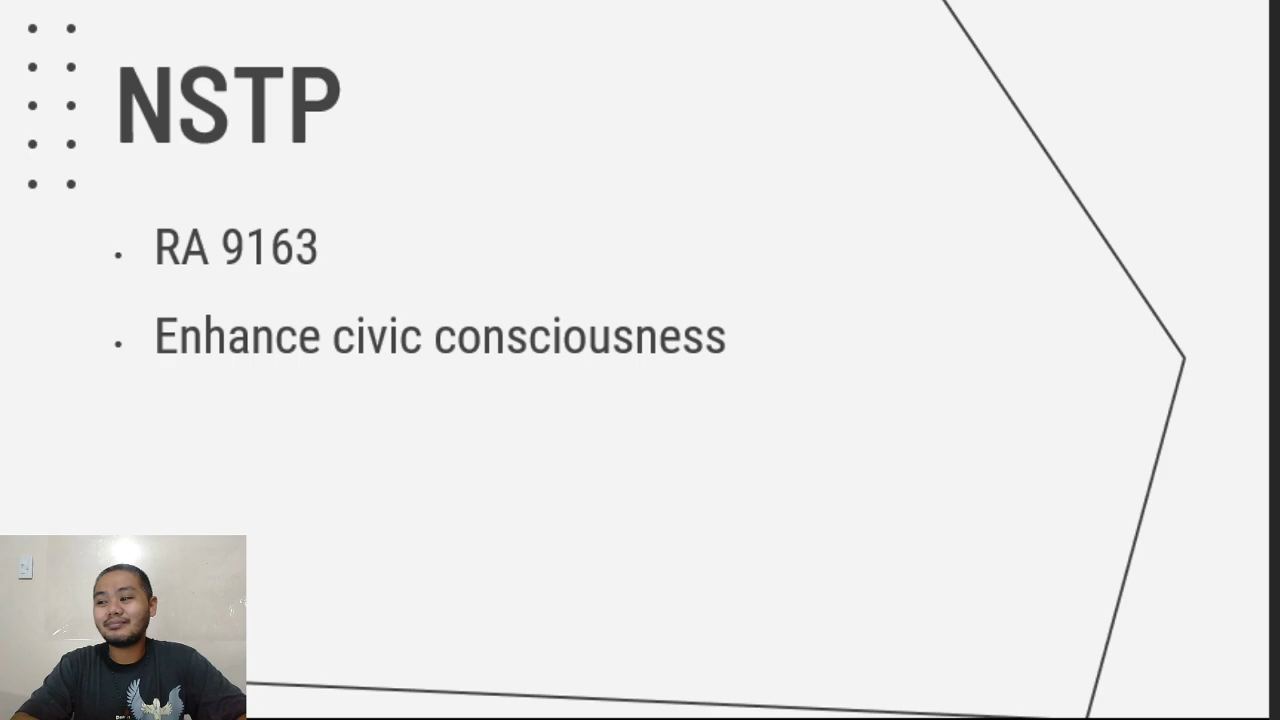 NSTP
• RA 9163
• Enhance civic consciousness